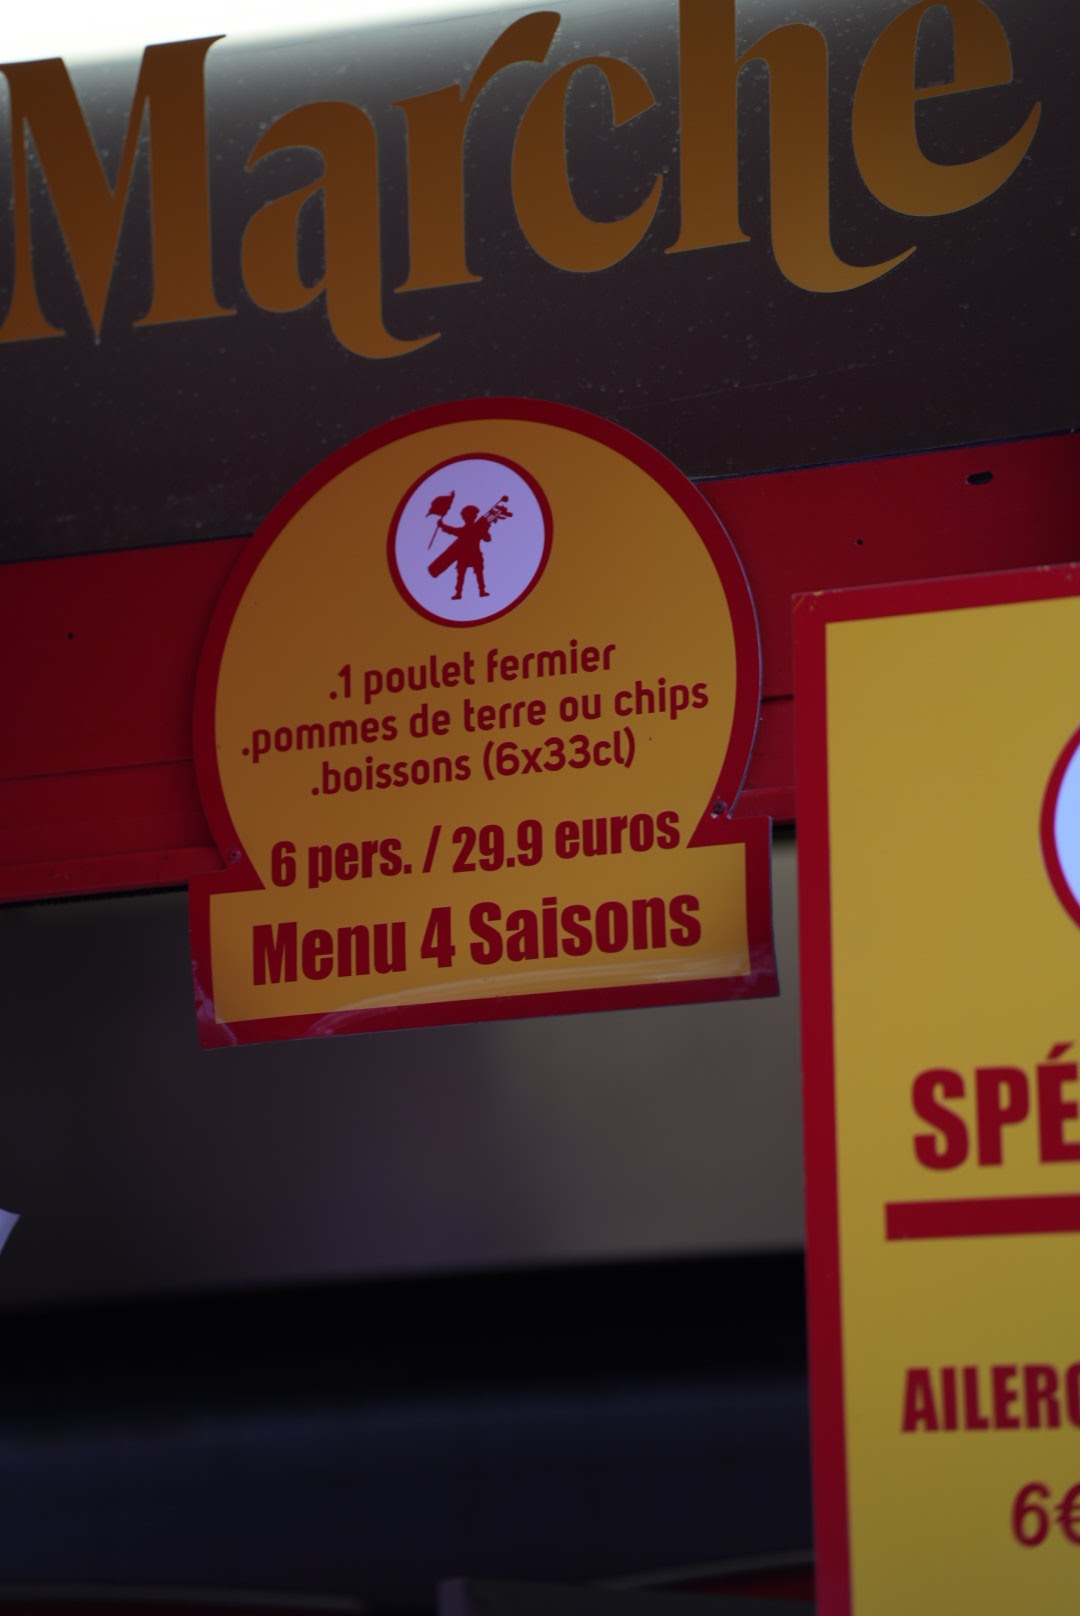 Marche
.1 poulet fermier
.pommes de terre ou chips
.boissons (6x33cl)
6 pers. / 29.9 euros
Menu 4 Saisons
SPÉ
AILERO
6€